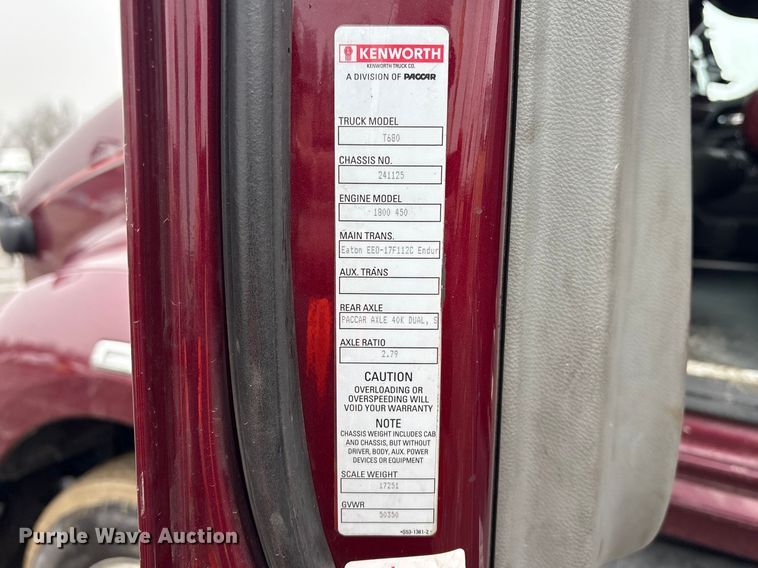 KENWORTH
KENWORTH TRUCK CO.
A DIVISION OF PACCAR
TRUCK MODEL
T680
CHASSIS NO.
241125
ENGINE MODEL
1800 450
MAIN TRANS.
Eaton EEO-17F112C Endur
AUX. TRANS
REAR AXLE
PACCAR AXLE 40K DUAL, S
AXLE RATIO
2.79
CAUTION
OVERLOADING OR
OVERSPEEDING WILL
VOID YOUR WARRANTY
NOTE
CHASSIS WEIGHT INCLUDES CAB
AND CHASSIS, BUT WITHOUT
DRIVER, BODY, AUX. POWER
DEVICES OR EQUIPMENT
SCALE WEIGHT
17251
GVWR
50350
S53-1361-2
Purple Wave Auction